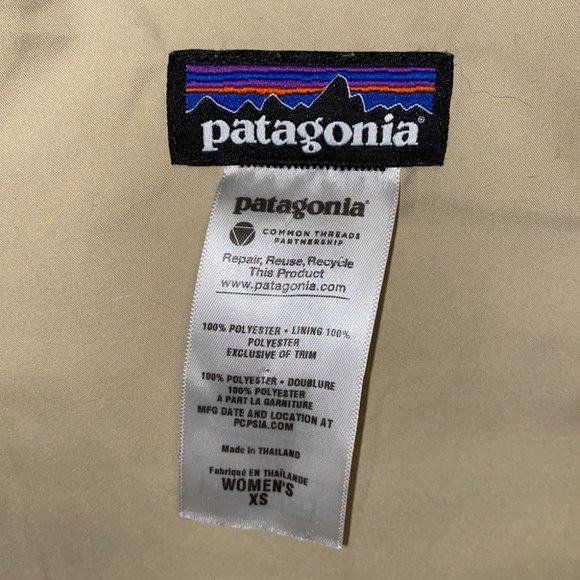 patagonia®
patagonia®
COMMON THREADS
PARTNERSHIP
Repair, Reuse, Recycle
This Product
www.patagonia.com
100% POLYESTER • LINING 100%
POLYESTER
EXCLUSIVE OF TRIM
100% POLYESTER • DOUBLURE
100% POLYESTER
A PART LA GARNITURE
MFG DATE AND LOCATION AT
PCPSIA.COM
Made in THAILAND
Fabriqué EN THAÏLANDE
WOMEN'S
XS